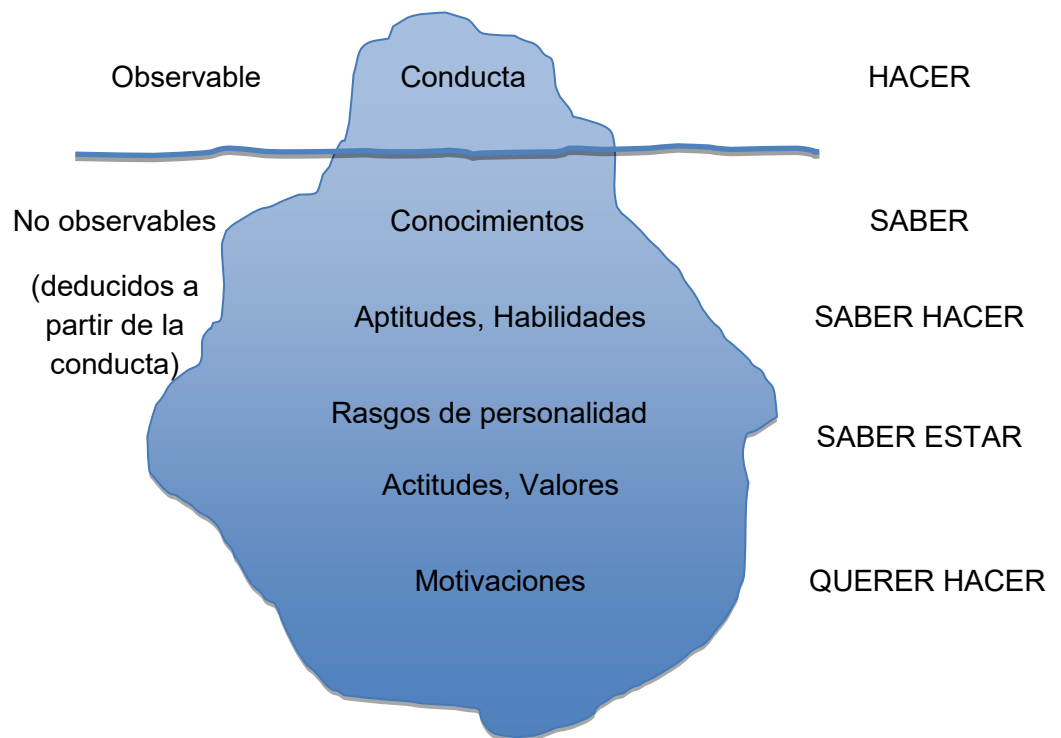 Observable
Conducta
HACER
No observables
Conocimientos
SABER
(deducidos a
partir de la
conducta)
Aptitudes, Habilidades
SABER HACER
Rasgos de personalidad
SABER ESTAR
Actitudes, Valores
Motivaciones
QUERER HACER